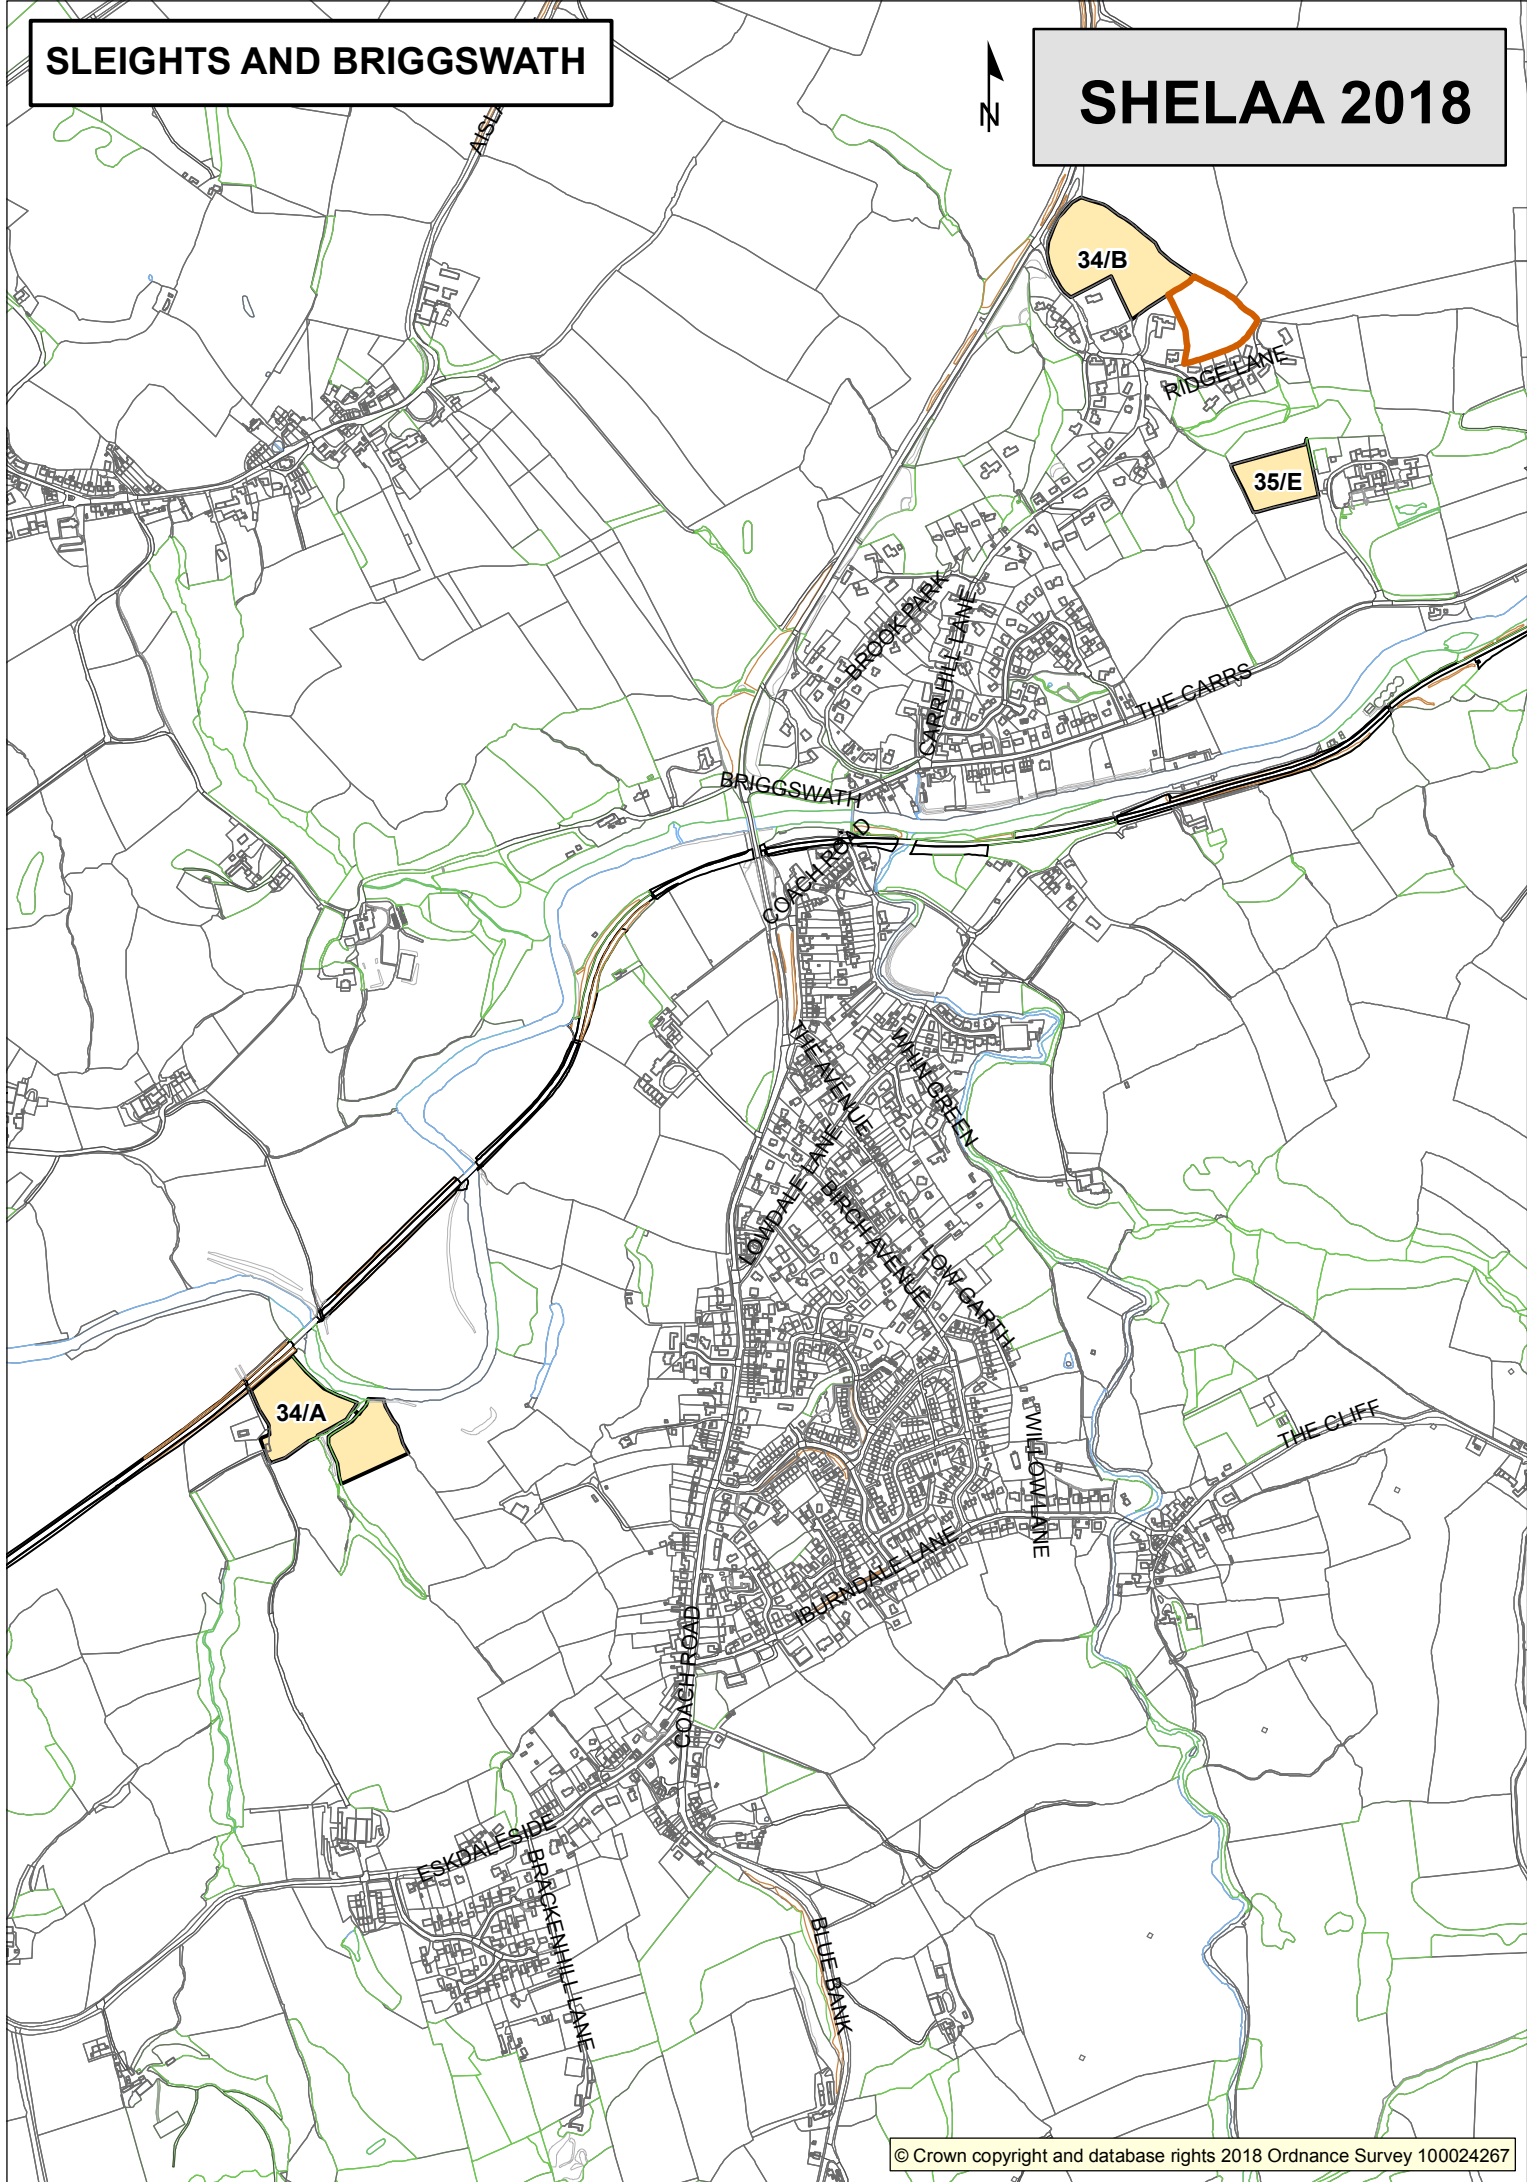 SLEIGHTS AND BRIGGSWATH
N
SHELAA 2018
34/B
RIDGE LANE
35/E
BROOK PARK
CARR HILL LANE
THE CARRS
BRIGGSWATH
COACH ROAD
THE AVENUE
WHIN GREEN
LOWDALE LANE
BIRCH AVENUE
LOW GARTH
34/A
WILLOW LANE
THE CLIFF
IBURNDALE LANE
COACH ROAD
ESKDALESIDE
BRACKENHILL LANE
BLUE BANK
© Crown copyright and database rights 2018 Ordnance Survey 100024267